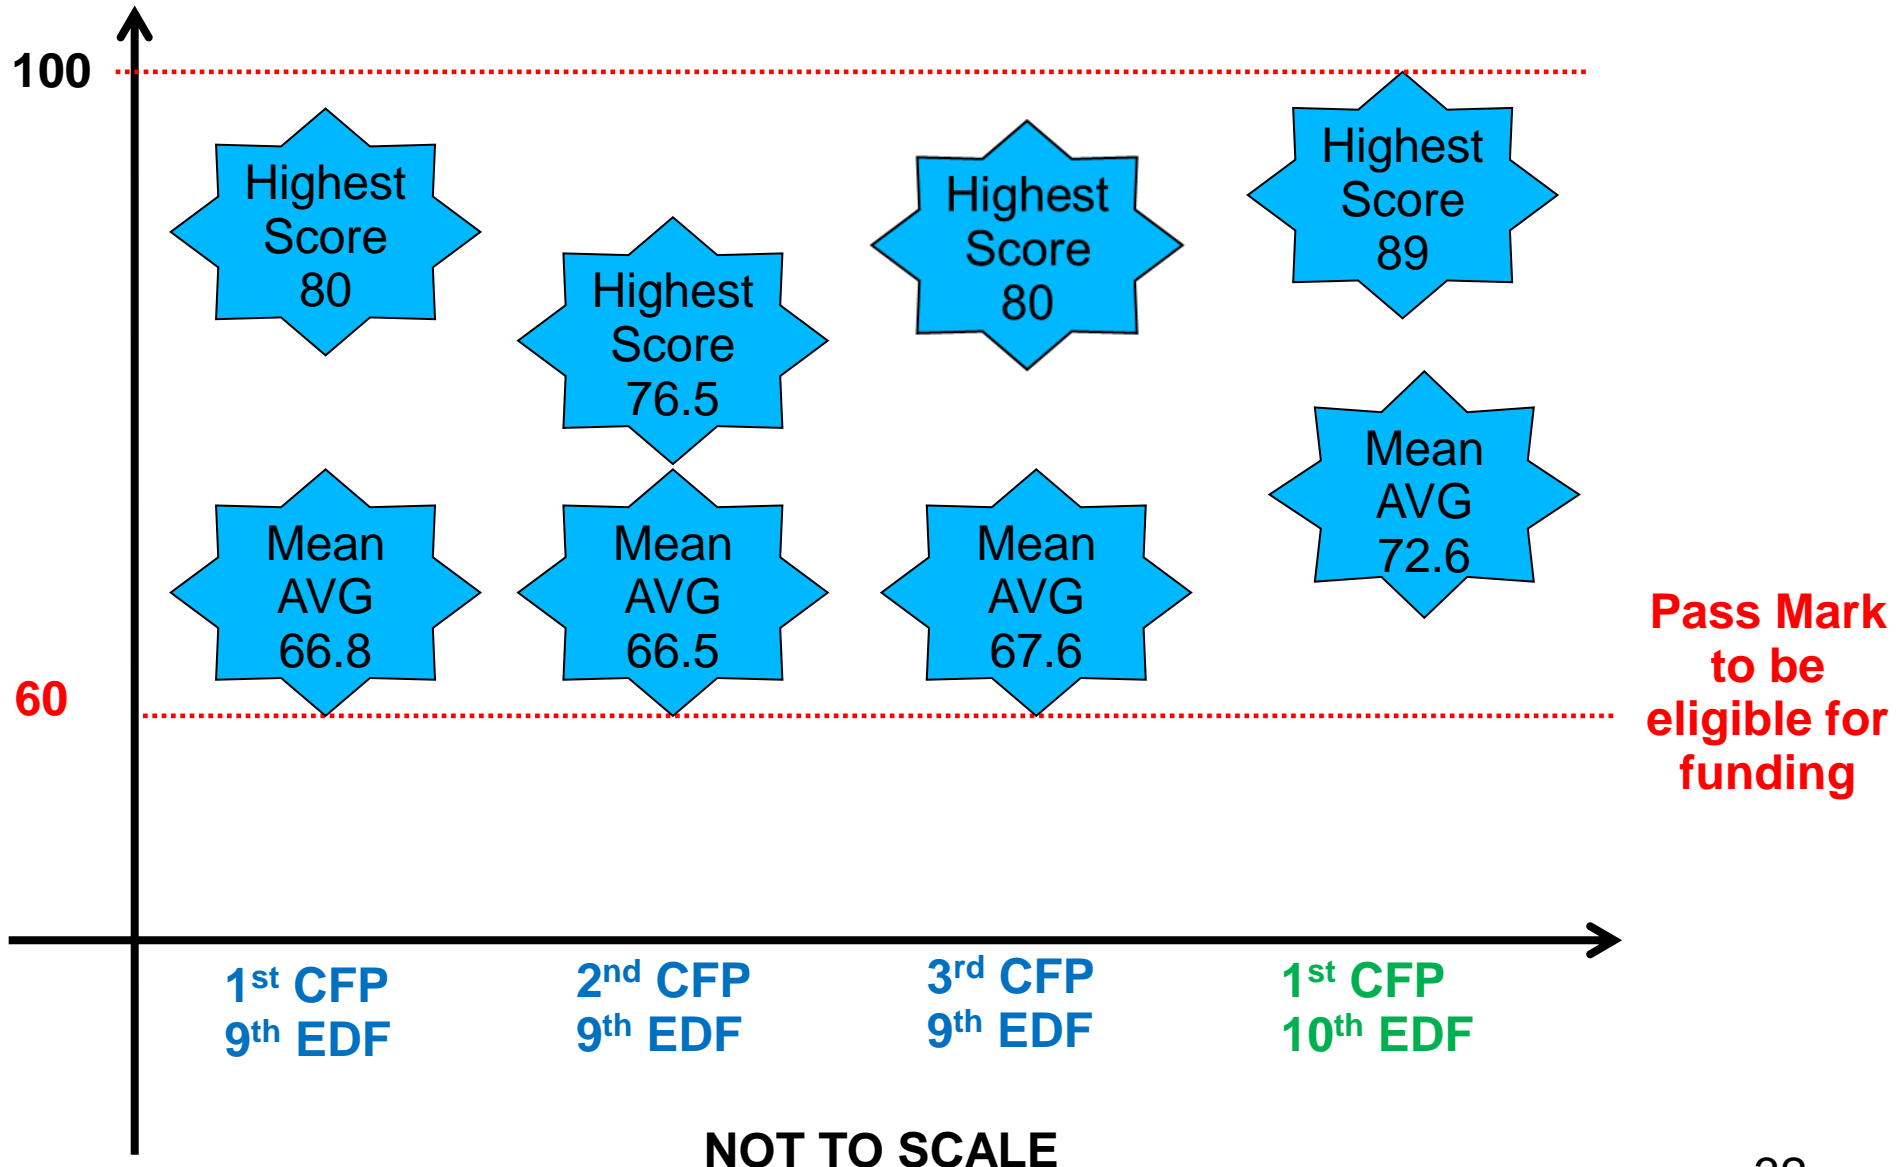 100
Highest
Score
80
Highest
Score
76.5
Highest
Score
80
Highest
Score
89
Mean
AVG
66.8
Mean
AVG
66.5
Mean
AVG
67.6
Mean
AVG
72.6
60
Pass Mark
to be
eligible for
funding
1st CFP
9th EDF
2nd CFP
9th EDF
3rd CFP
9th EDF
1st CFP
10th EDF
NOT TO SCALE